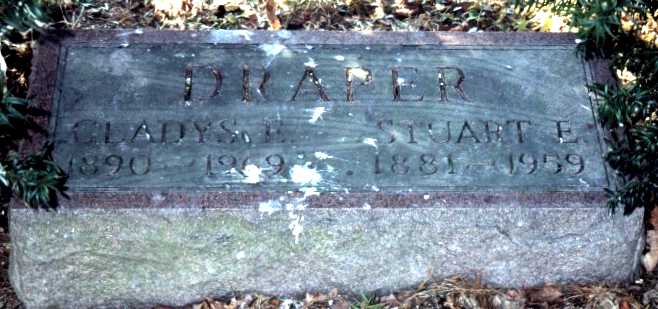 DRAPER
GLADYS E. STUART E.
1890 – 1969 1881 – 1959